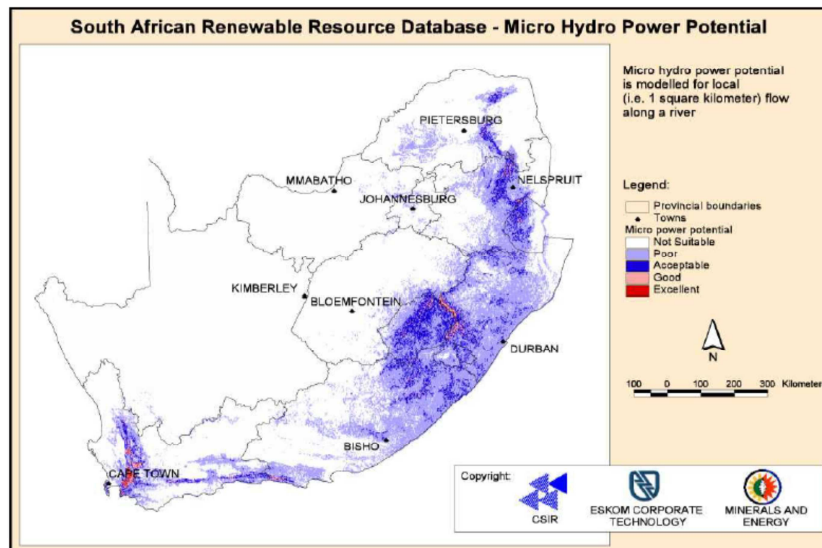 South African Renewable Resource Database - Micro Hydro Power Potential
Micro hydro power potential
is modelled for local
(i.e. 1 square kilometer) flow
along a river
PIETERSBURG
MMABATHO
NELSPRUIT
JOHANNESBURG
KIMBERLEY
BLOEMFONTEIN
DURBAN
BISHO
CAPE TOWN
Legend:
Provincial boundaries
Towns
Micro power potential
Not Suitable
Poor
Acceptable
Good
Excellent
N
100 0 100 200 300 Kilometer
Copyright:
CSIR
ESKOM CORPORATE
TECHNOLOGY
MINERALS AND
ENERGY